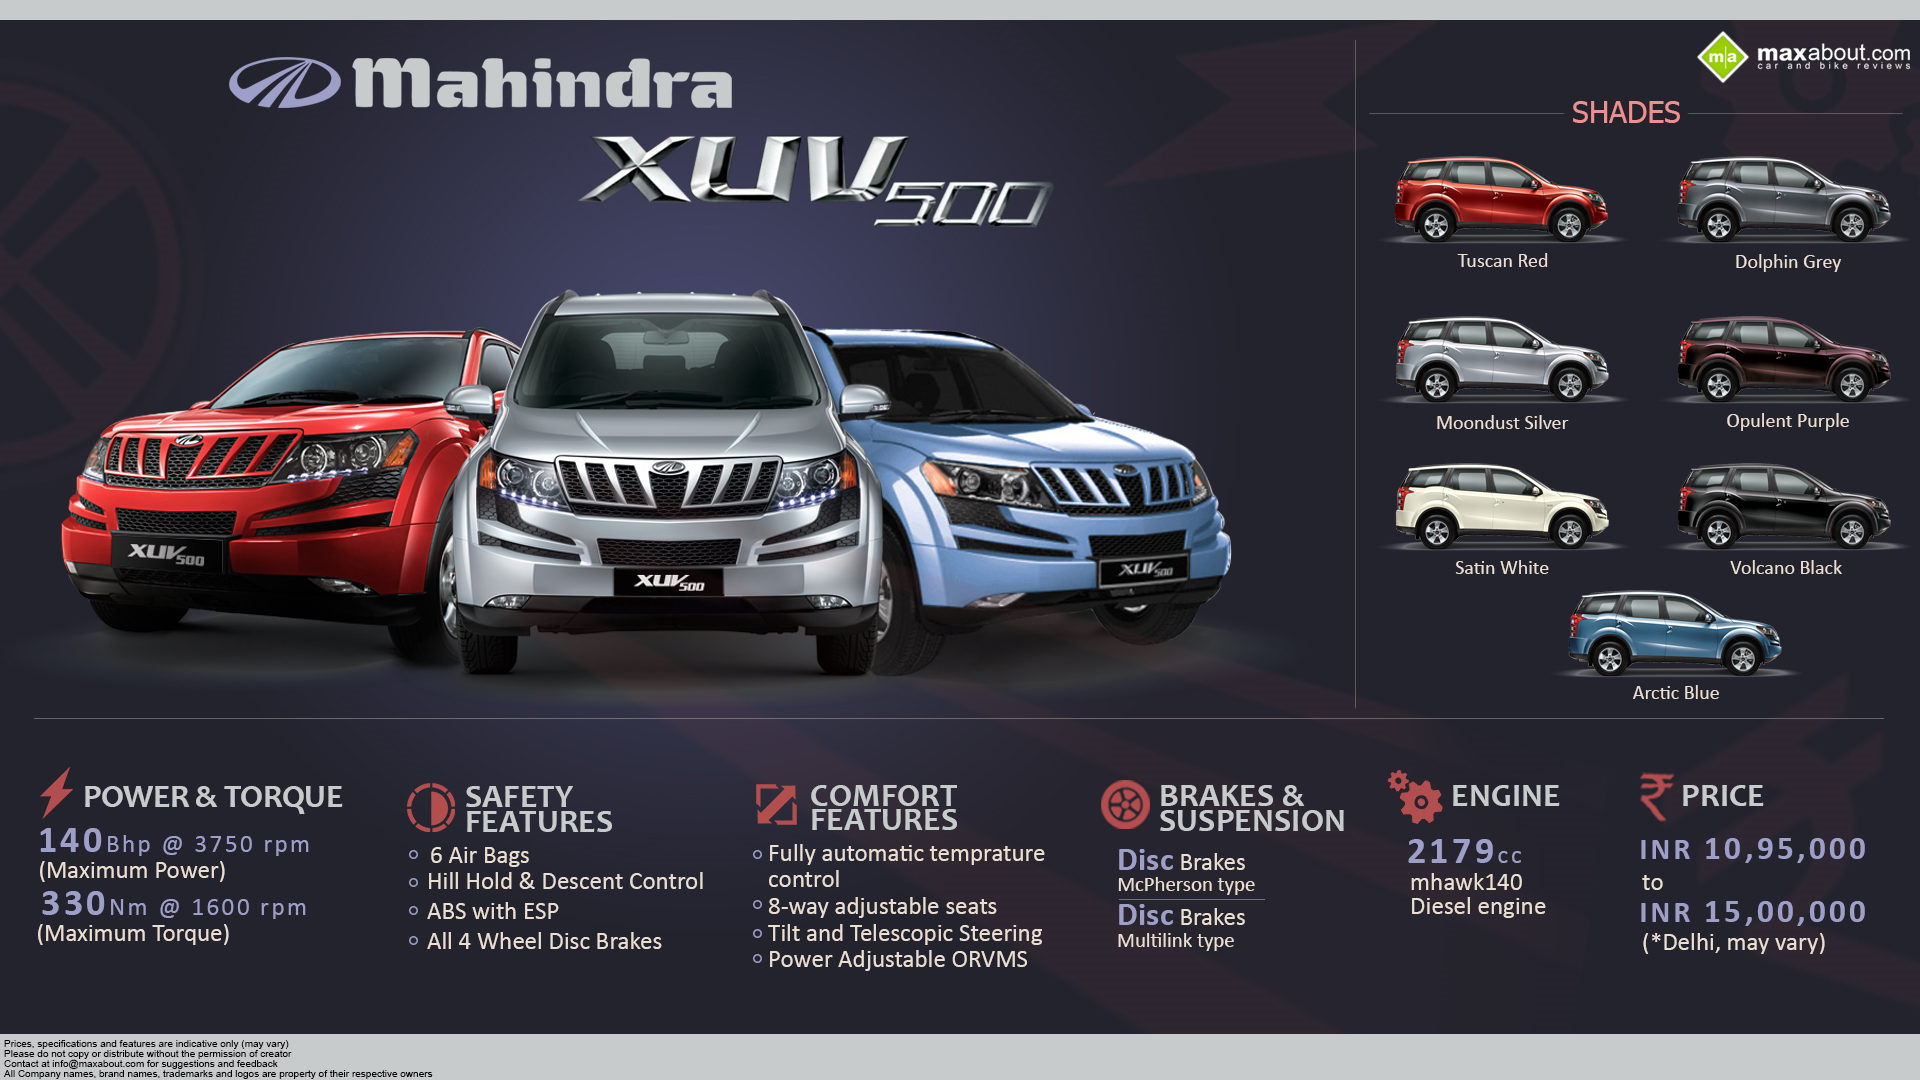 Mahindra
XUV500
maxabout.com
car and bike reviews
m|a
SHADES
Tuscan Red
Dolphin Grey
Moondust Silver
Opulent Purple
Satin White
Volcano Black
Arctic Blue
XUV500
XUV500
XUV500
POWER & TORQUE
140Bhp @ 3750 rpm
(Maximum Power)
330Nm @ 1600 rpm
(Maximum Torque)
SAFETY
FEATURES
6 Air Bags
Hill Hold & Descent Control
ABS with ESP
All 4 Wheel Disc Brakes
COMFORT
FEATURES
Fully automatic temprature
control
8-way adjustable seats
Tilt and Telescopic Steering
Power Adjustable ORVMS
BRAKES &
SUSPENSION
Disc Brakes
McPherson type
Disc Brakes
Multilink type
ENGINE
2179cc
mhawk140
Diesel engine
₹ PRICE
INR 10,95,000
to
INR 15,00,000
(*Delhi, may vary)
Prices, specifications and features are indicative only (may vary)
Please do not copy or distribute without the permission of creator
Contact at info@maxabout.com for suggestions and feedback
All Company names, brand names, trademarks and logos are property of their respective owners